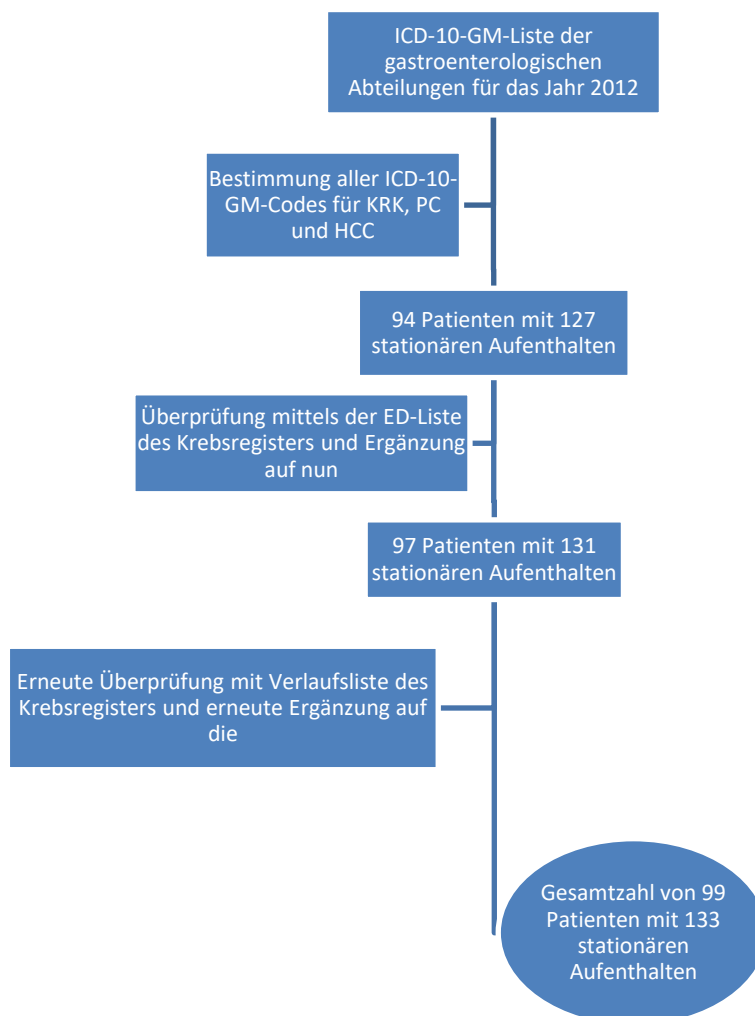 ICD-10-GM-Liste der
gastroenterologischen
Abteilungen für das Jahr 2012
Bestimmung aller ICD-10-
GM-Codes für KRK, PC
und HCC
94 Patienten mit 127
stationären Aufenthalten
Überprüfung mittels der ED-Liste
des Krebsregisters und Ergänzung
auf nun
97 Patienten mit 131
stationären Aufenthalten
Erneute Überprüfung mit Verlaufsliste des
Krebsregisters und erneute Ergänzung auf
die
Gesamtzahl von 99
Patienten mit 133
stationären
Aufenthalten